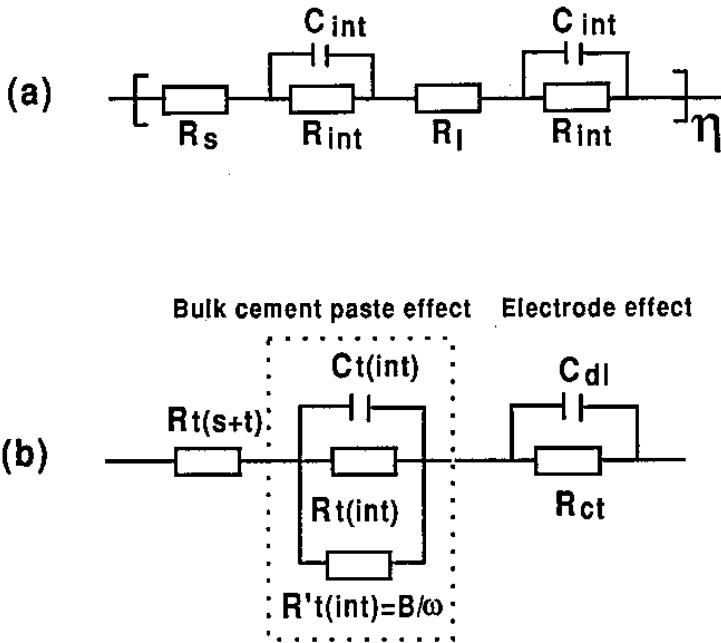 C int C int
(a)
R s R int R l R int η
Bulk cement paste effect Electrode effect
C t(int) C dl
R t(s+t)
(b)
R t(int) R ct
R' t(int)=B/ω